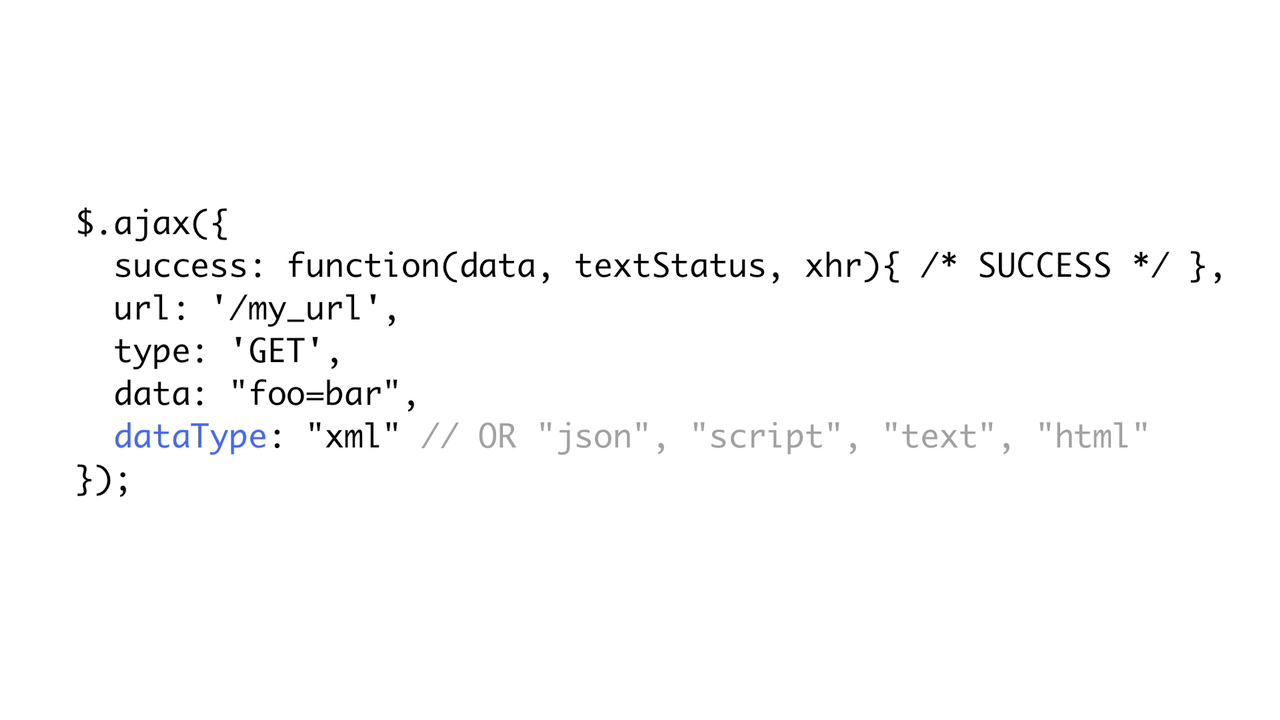 $.ajax({
  success: function(data, textStatus, xhr){ /* SUCCESS */ },
  url: '/my_url',
  type: 'GET',
  data: "foo=bar",
  dataType: "xml" // OR "json", "script", "text", "html"
});